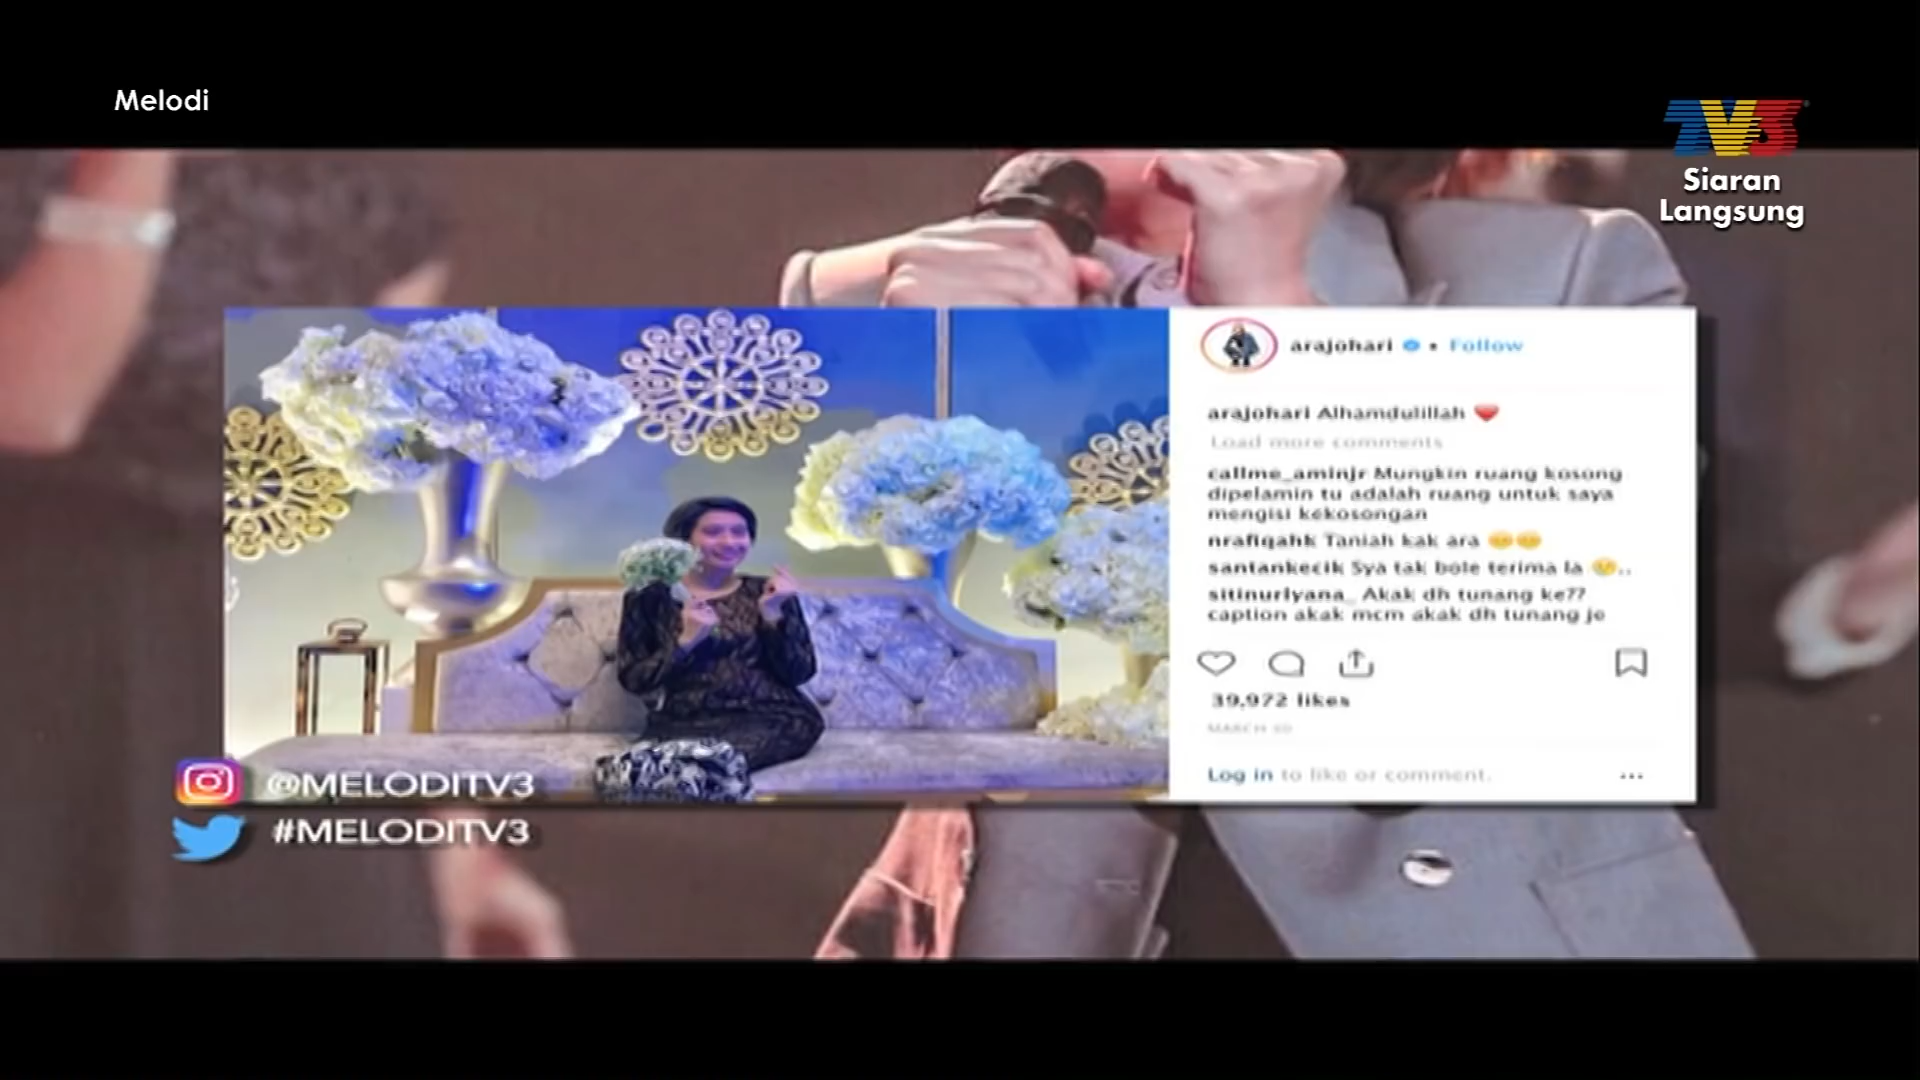 Melodi
TV3
Siaran
Langsung
arajohari • Follow
arajohari Alhamdulillah ❤️
Load more comments
callme_aminjr Mungkin ruang kosong
dipelamin tu adalah ruang untuk saya
mengisi kekosongan
nrafiqahk Taniah kak ara
santankecik Sya tak bole terima la ..
sitinurlyana_ Akak dh tunang ke??
caption akak mcm akak dh tunang je
39,972 likes
MARCH
Log in to like or comment.
@MELODITV3
#MELODITV3